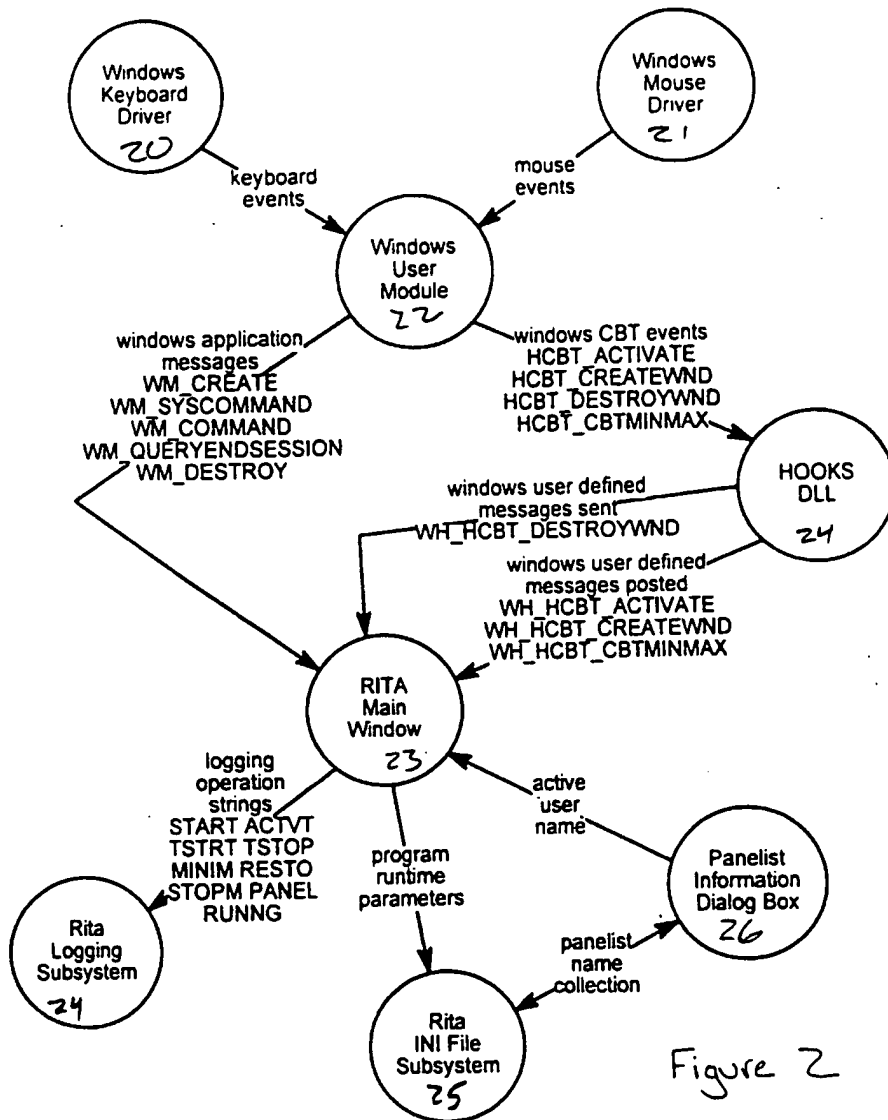 Windows
Keyboard
Driver
20
Windows
Mouse
Driver
21
keyboard
events
mouse
events
Windows
User
Module
22
windows application
messages
WM_CREATE
WM_SYSCOMMAND
WM_COMMAND
WM_QUERYENDSESSION
WM_DESTROY
windows CBT events
HCBT_ACTIVATE
HCBT_CREATEWND
HCBT_DESTROYWND
HCBT_CBTMINMAX
HOOKS
DLL
24
windows user defined
messages sent
WH_HCBT_DESTROYWND
windows user defined
messages posted
WH_HCBT_ACTIVATE
WH_HCBT_CREATEWND
WH_HCBT_CBTMINMAX
RITA
Main
Window
23
logging
operation
strings
START ACTVT
TSTRT TSTOP
MINIM RESTO
STOPM PANEL
RUNNG
program
runtime
parameters
active
user
name
Panelist
Information
Dialog Box
26
panelist
name
collection
Rita
Logging
Subsystem
24
Rita
INI File
Subsystem
25
Figure 2